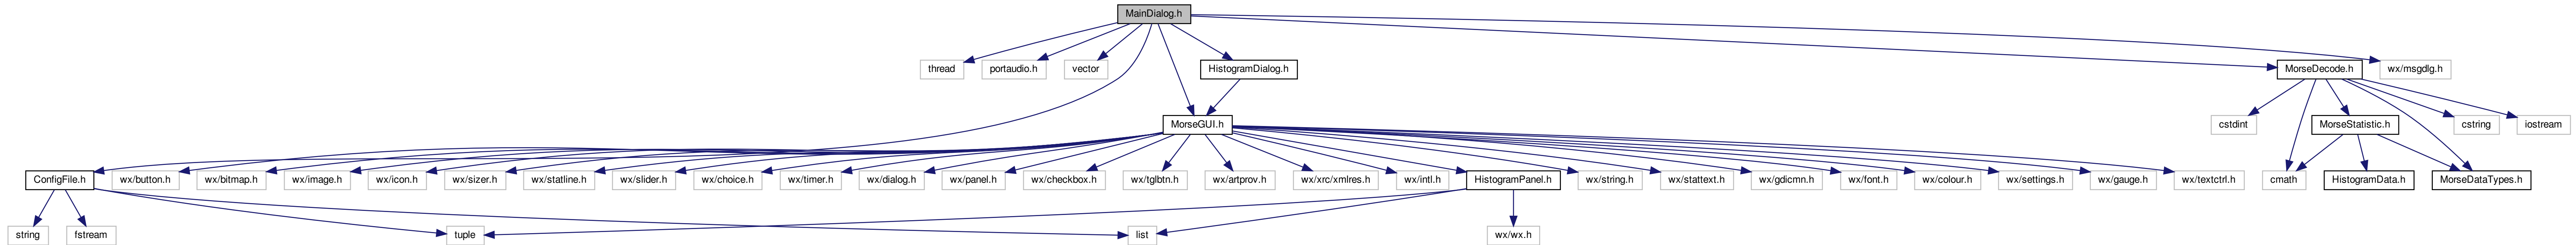 MainDialog.h
thread
portaudio.h
vector
HistogramDialog.h
MorseDecode.h
wx/msgdlg.h
MorseGUI.h
cstdint
MorseStatistic.h
cstring
iostream
ConfigFile.h
wx/button.h
wx/bitmap.h
wx/image.h
wx/icon.h
wx/sizer.h
wx/statline.h
wx/slider.h
wx/choice.h
wx/timer.h
wx/dialog.h
wx/panel.h
wx/checkbox.h
wx/tglbtn.h
wx/artprov.h
wx/xrc/xmlres.h
wx/intl.h
HistogramPanel.h
wx/string.h
wx/stattext.h
wx/gdicmn.h
wx/font.h
wx/colour.h
wx/settings.h
wx/gauge.h
wx/textctrl.h
cmath
HistogramData.h
MorseDataTypes.h
string
fstream
tuple
list
wx/wx.h